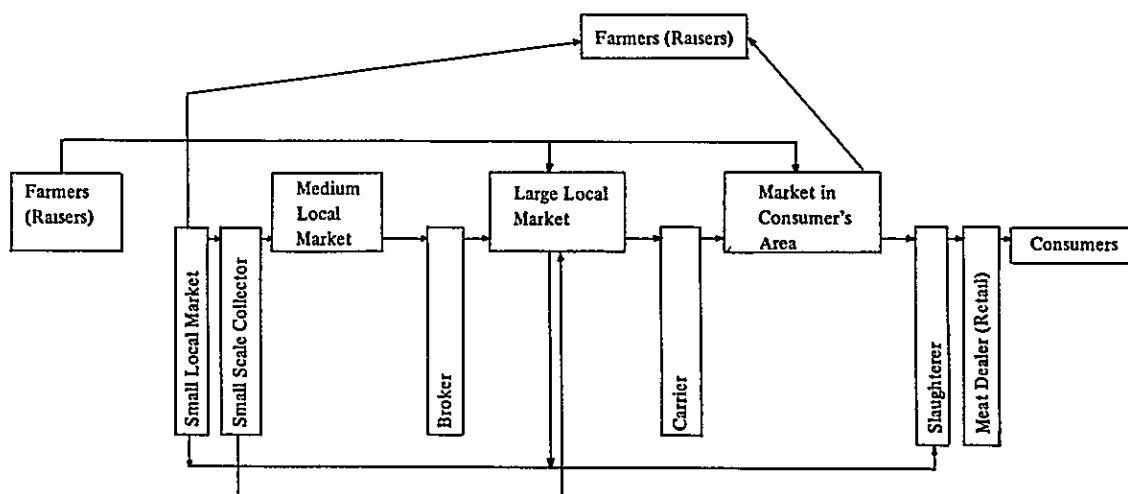 Farmers (Raisers)
Farmers
(Raisers)
Medium
Local
Market
Large Local
Market
Market in
Consumer's
Area
Small Local Market
Small Scale Collector
Broker
Carrier
Slaughterer
Meat Dealer (Retail)
Consumers